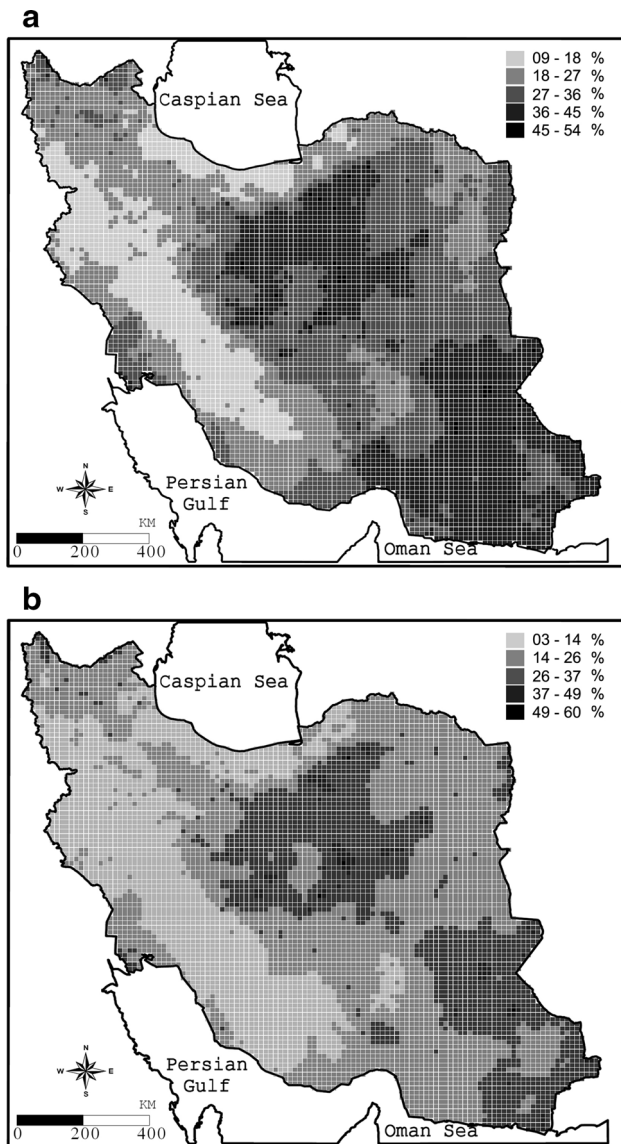 a
09 - 18 %
18 - 27 %
27 - 36 %
36 - 45 %
45 - 54 %
Caspian Sea
Persian
Gulf
Oman Sea
N
W E
S
KM
0 200 400
b
03 - 14 %
14 - 26 %
26 - 37 %
37 - 49 %
49 - 60 %
Caspian Sea
Persian
Gulf
Oman Sea
N
W E
S
KM
0 200 400